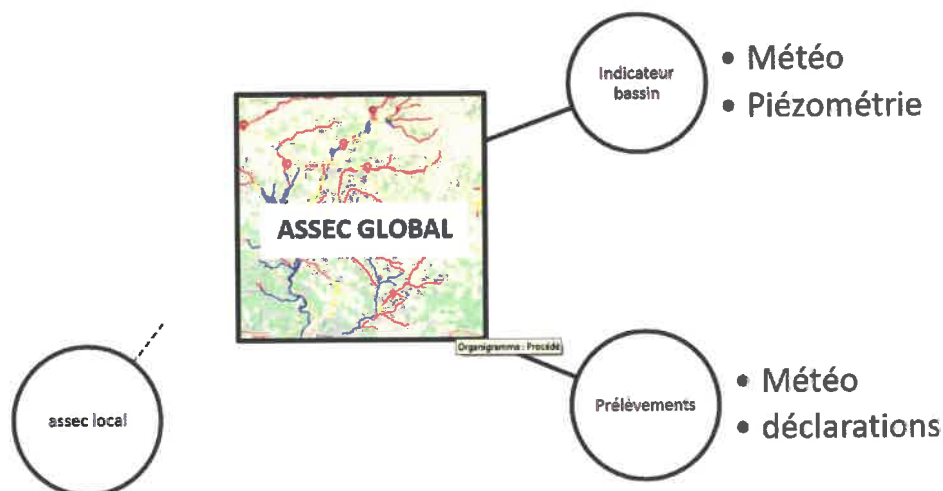 Indicateur
bassin
• Météo
• Piézométrie
ASSEC GLOBAL
Organigramme : Procédé
assec local
Prélèvements
• Météo
• déclarations